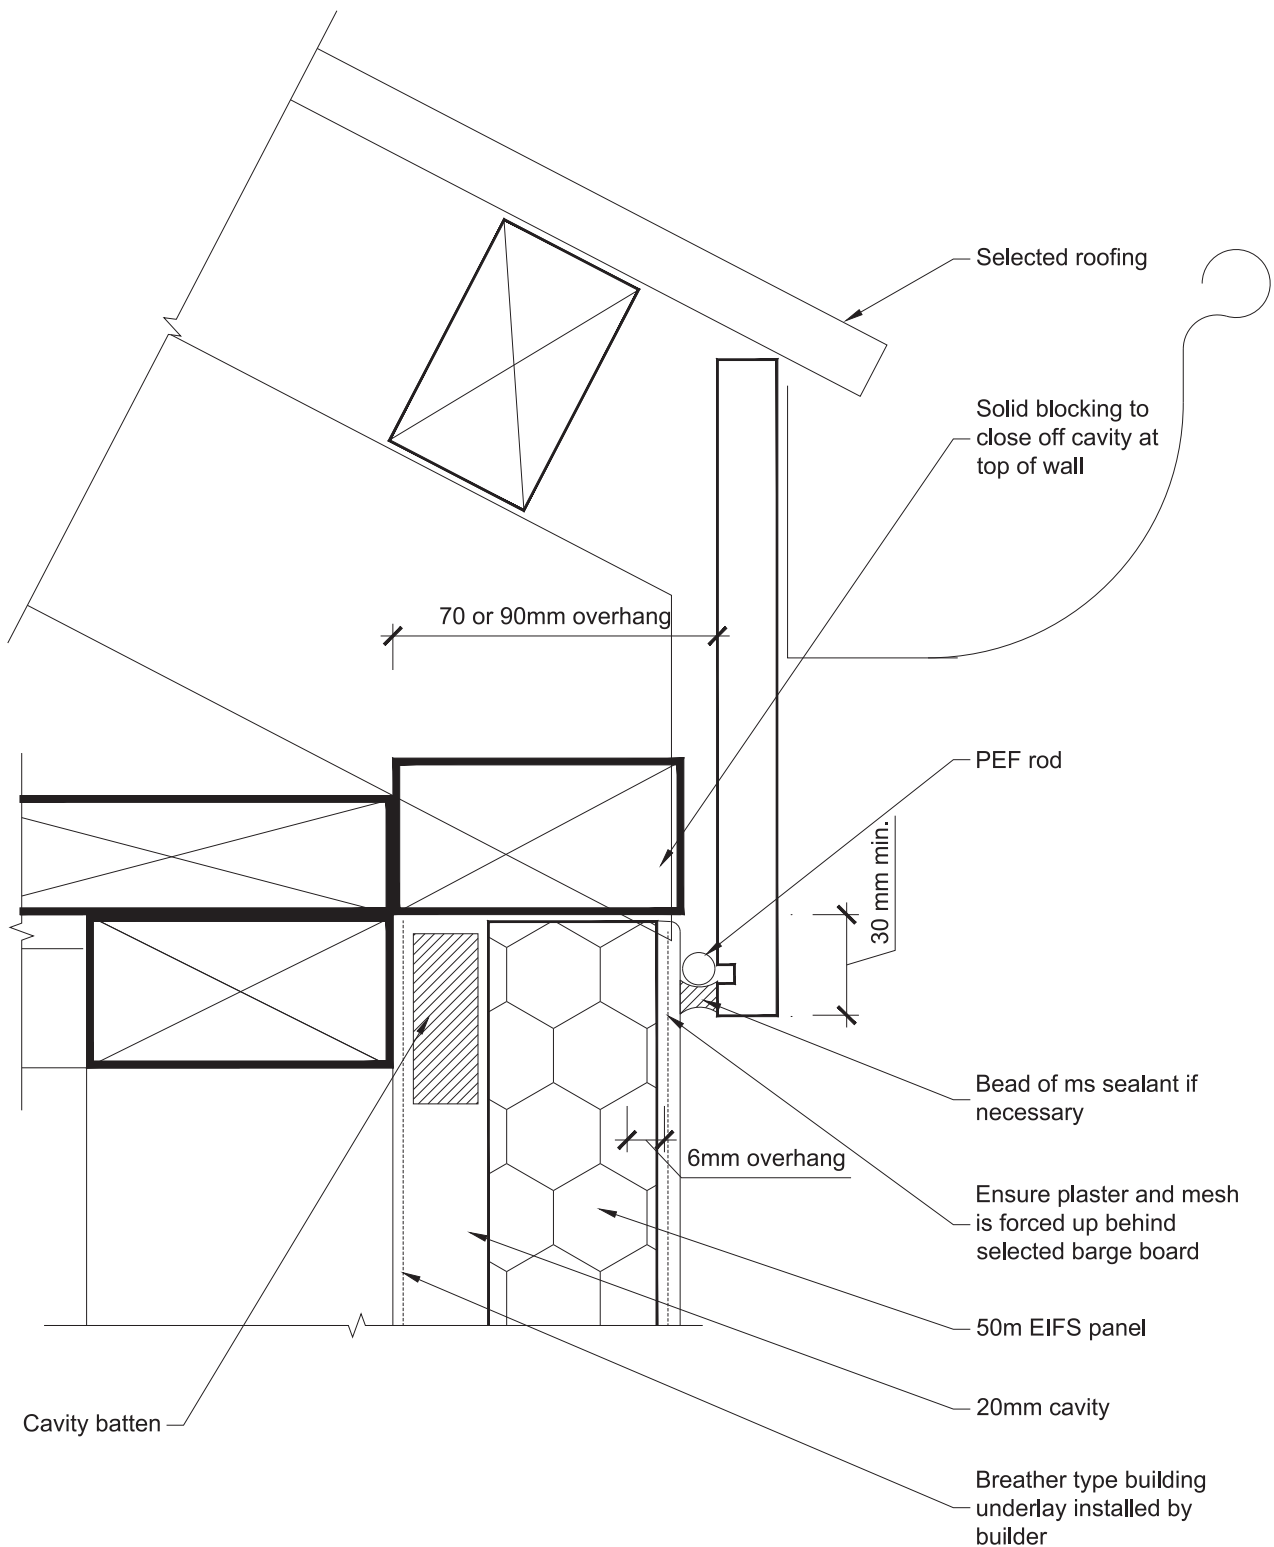 Selected roofing
Solid blocking to
close off cavity at
top of wall
70 or 90mm overhang
PEF rod
30 mm min.
Bead of ms sealant if
necessary
6mm overhang
Ensure plaster and mesh
is forced up behind
selected barge board
50m EIFS panel
20mm cavity
Cavity batten
Breather type building
underlay installed by
builder